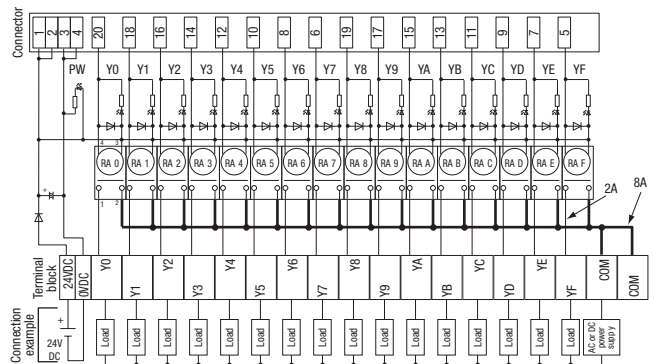 Connector
1 2 3 4 20 18 16 14 12 10 8 6 19 17 15 13 11 9 7 5
PW Y0 Y1 Y2 Y3 Y4 Y5 Y6 Y7 Y8 Y9 YA YB YC YD YE YF
4 3
RA 0 RA 1 RA 2 RA 3 RA 4 RA 5 RA 6 RA 7 RA 8 RA 9 RA A RA B RA C RA D RA E RA F
1 2
2A 8A
+
Terminal block
24VDC 0VDC Y0 Y1 Y2 Y3 Y4 Y5 Y6 Y7 Y8 Y9 YA YB YC YD YE YF COM COM
Connection example
+
24V DC
Load Load Load Load Load Load Load Load Load Load Load Load Load Load Load Load
AC or DC power supply